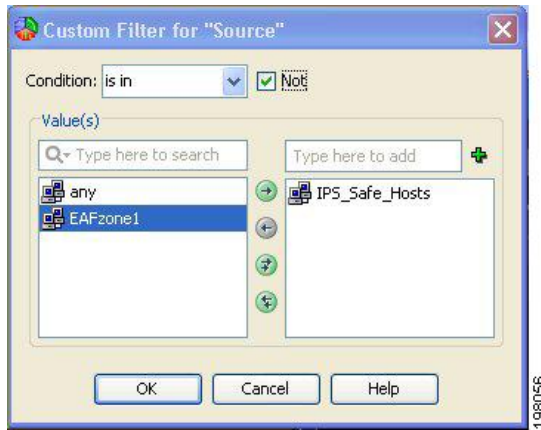 Custom Filter for "Source"
Condition: is in Not
Value(s)
Type here to search
Type here to add
any
EAFzone1
IPS_Safe_Hosts
OK Cancel Help
198056